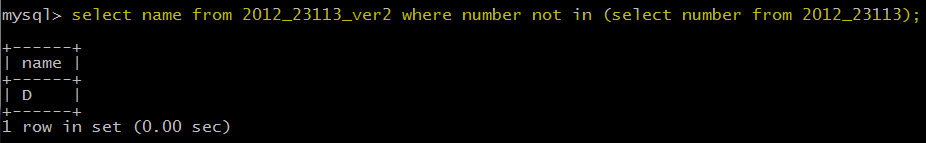 mysql> select name from 2012_23113_ver2 where number not in (select number from 2012_23113);
+------+
| name |
+------+
| D    |
+------+
1 row in set (0.00 sec)